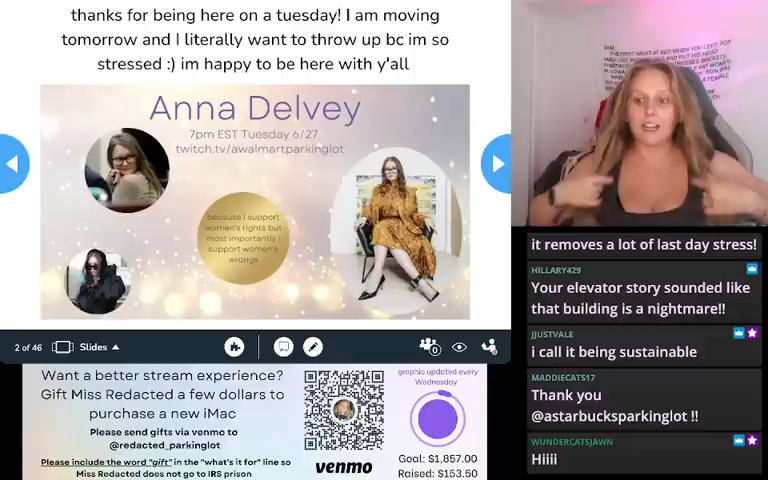 thanks for being here on a tuesday! I am moving
tomorrow and I literally want to throw up bc im so
stressed :) im happy to be here with y'all
Anna Delvey
7pm EST Tuesday 6/27
twitch.tv/awalmartparkinglot
because I support
women's rights but
most importantly I
support women's
wrongs
2 of 46
Slides
0
Want a better stream experience?
Gift Miss Redacted a few dollars to
purchase a new iMac
Please send gifts via venmo to
@redacted_parkinglot
Please include the word "gift" in the "what's it for" line so
Miss Redacted does not go to IRS prison
venmo
graphic updated every
Wednesday
Goal: $1,857.00
Raised: $153.50
it removes a lot of last day stress!
HILLARY429
Your elevator story sounded like
that building is a nightmare!!
JJUSTVALE
i call it being sustainable
MADDIECATS17
Thank you
@astarbucksparkinglot !!
WUNDERCATSJAWN
Hiiii